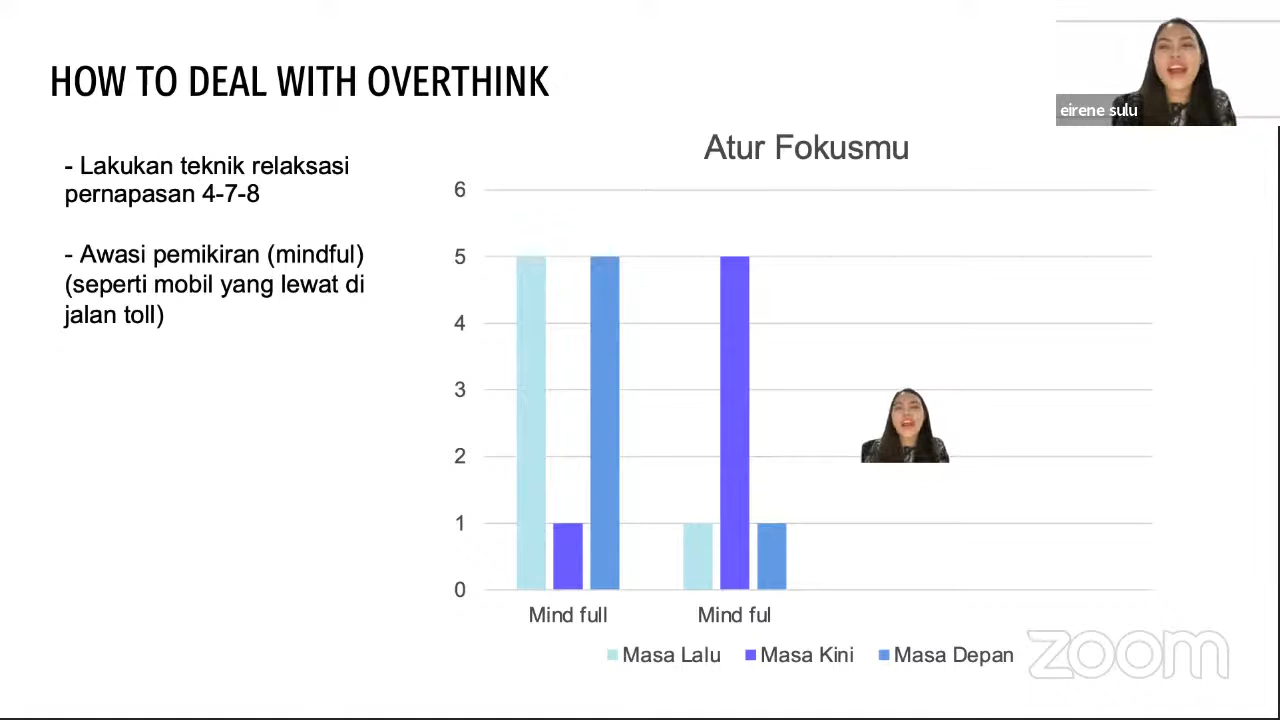 HOW TO DEAL WITH OVERTHINK
eirene sulu
- Lakukan teknik relaksasi
pernapasan 4-7-8
- Awasi pemikiran (mindful)
(seperti mobil yang lewat di
jalan toll)
Atur Fokusmu
6
5
4
3
2
1
0
Mind full
Mind ful
Masa Lalu
Masa Kini
Masa Depan
zoom